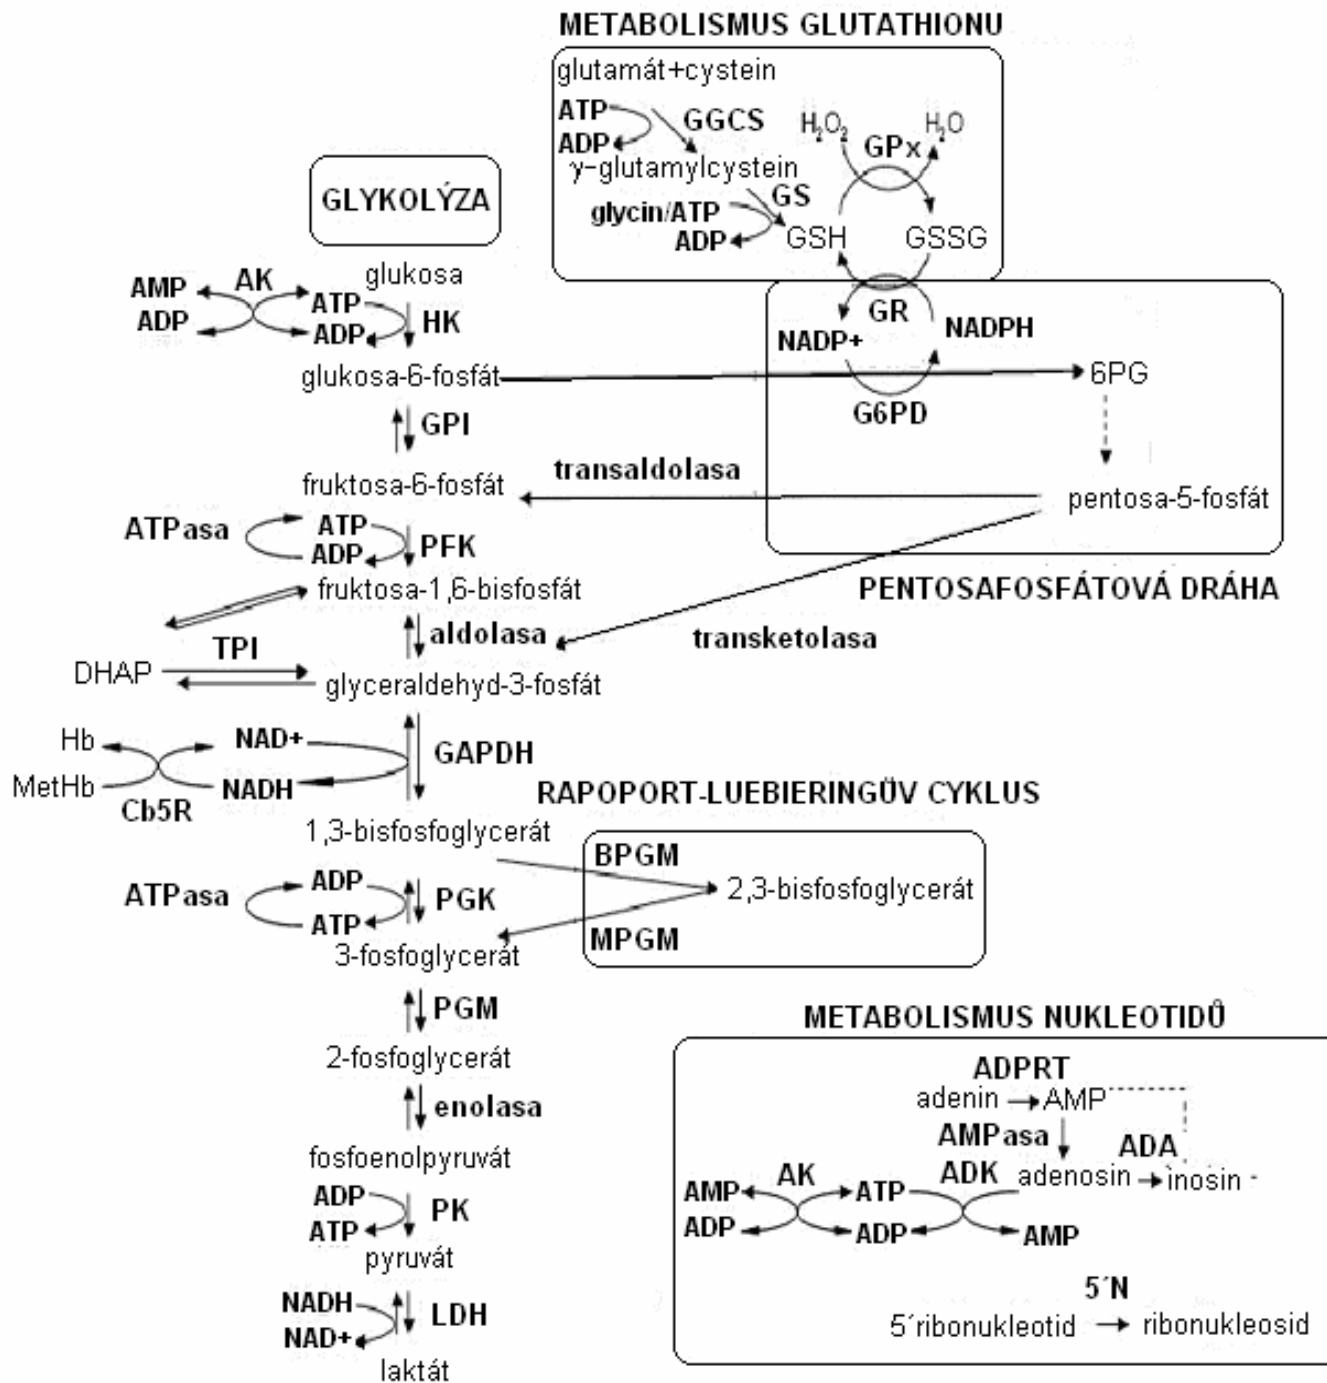 METABOLISMUS GLUTATHIONU
glutamát+cystein
ATP
GGCS
ADP
H2O2
H2O
GPx
γ-glutamylcystein
GS
glycin/ATP
ADP
GSH
GSSG
GLYKOLÝZA
glukosa
AMP
AK
ATP
ADP
ADP
HK
GR
NADP+
NADPH
glukosa-6-fosfát
6PG
G6PD
GPI
transaldolasa
fruktosa-6-fosfát
pentosa-5-fosfát
ATPasa
ATP
ADP
PFK
fruktosa-1,6-bisfosfát
PENTOSAFOSFÁTOVÁ DRÁHA
aldolasa
transketolasa
TPI
DHAP
glyceraldehyd-3-fosfát
Hb
NAD+
GAPDH
MetHb
NADH
Cb5R
RAPOPORT-LUEBIERINGŮV CYKLUS
1,3-bisfosfoglycerát
BPGM
ATPasa
ADP
PGK
2,3-bisfosfoglycerát
ATP
MPGM
3-fosfoglycerát
PGM
METABOLISMUS NUKLEOTIDŮ
2-fosfoglycerát
ADPRT
adenin
AMP
enolasa
AMPasa
ADA
fosfoenolpyruvát
AK
ADK
adenosin
inosin
ADP
PK
AMP
ATP
ATP
ADP
ADP
AMP
pyruvát
5´N
NADH
LDH
5´ribonukleotid
ribonukleosid
NAD+
laktát